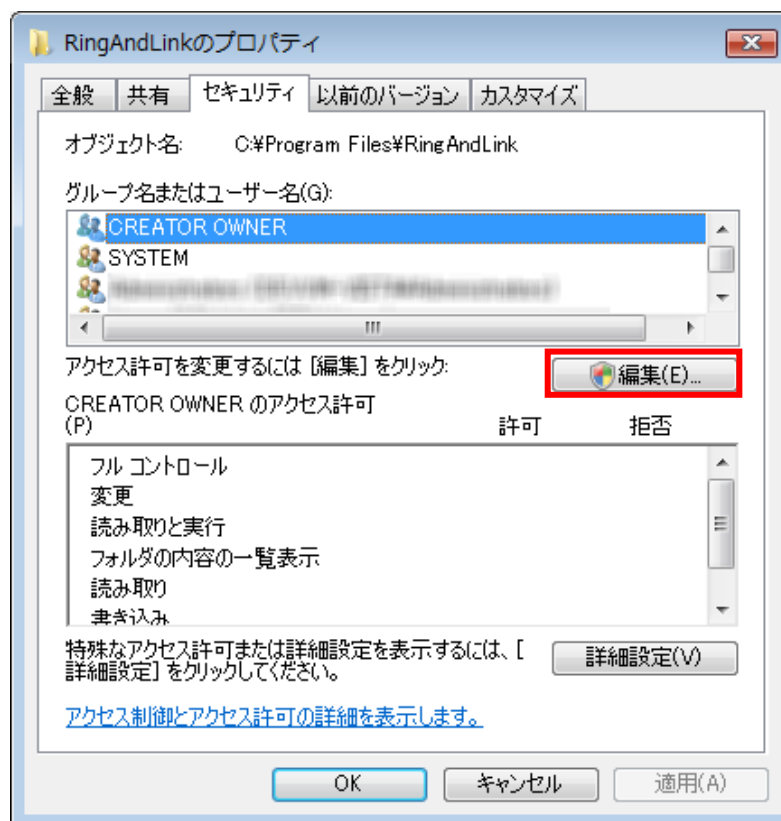 RingAndLinkのプロパティ
全般 共有 セキュリティ 以前のバージョン カスタマイズ
オブジェクト名: C:¥Program Files¥RingAndLink
グループ名またはユーザー名(G):
CREATOR OWNER
SYSTEM
アクセス許可を変更するには [編集] をクリック:
編集(E)...
CREATOR OWNER のアクセス許可
(P) 許可 拒否
フル コントロール
変更
読み取りと実行
フォルダの内容の一覧表示
読み取り
書き込み
特殊なアクセス許可または詳細設定を表示するには、[
詳細設定] をクリックしてください。
詳細設定(V)
アクセス制御とアクセス許可の詳細を表示します。
OK キャンセル 適用(A)